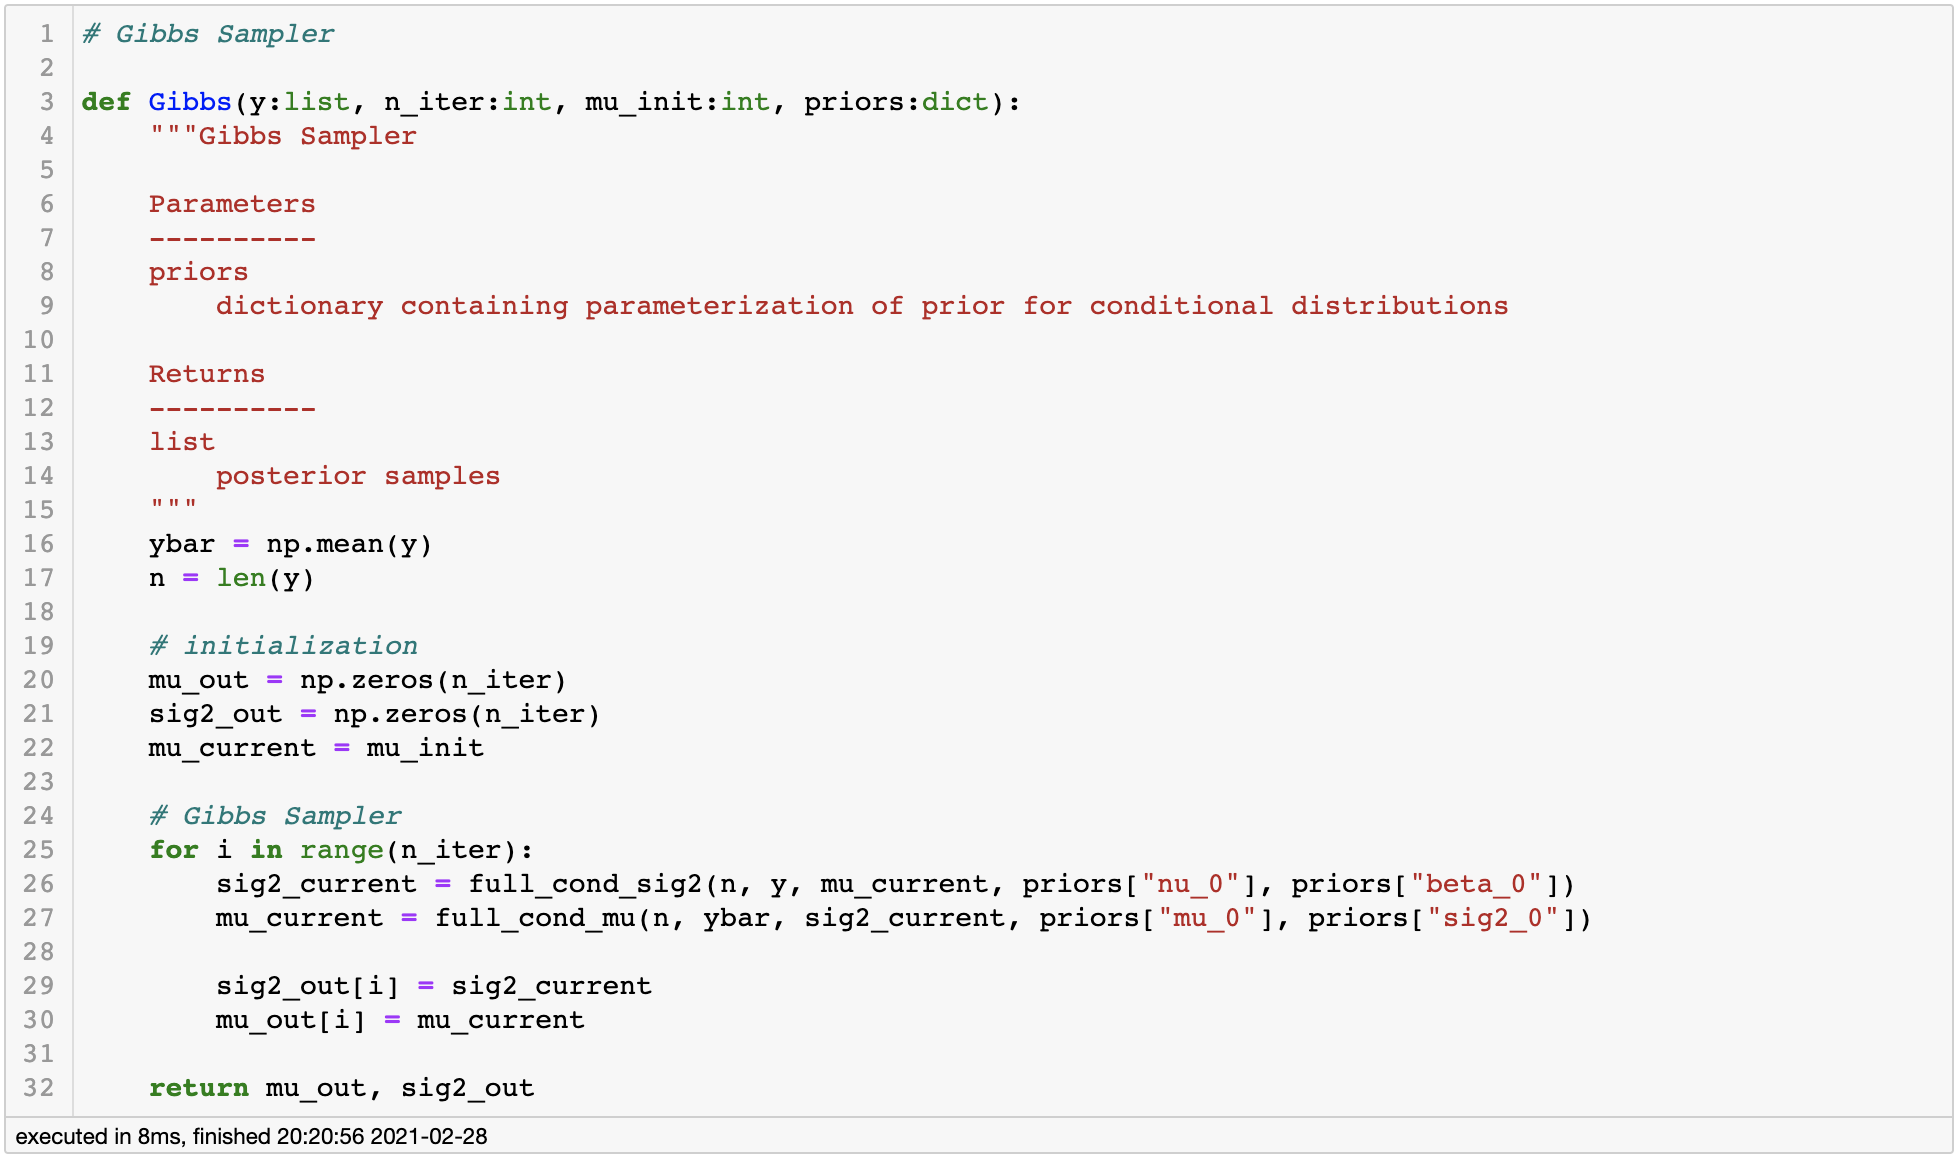 1 # Gibbs Sampler
2
3 def Gibbs(y:list, n_iter:int, mu_init:int, priors:dict):
4     """Gibbs Sampler
5
6     Parameters
7     ----------
8     priors
9         dictionary containing parameterization of prior for conditional distributions
10
11     Returns
12     ----------
13     list
14         posterior samples
15     """
16     ybar = np.mean(y)
17     n = len(y)
18
19     # initialization
20     mu_out = np.zeros(n_iter)
21     sig2_out = np.zeros(n_iter)
22     mu_current = mu_init
23
24     # Gibbs Sampler
25     for i in range(n_iter):
26         sig2_current = full_cond_sig2(n, y, mu_current, priors["nu_0"], priors["beta_0"])
27         mu_current = full_cond_mu(n, ybar, sig2_current, priors["mu_0"], priors["sig2_0"])
28
29         sig2_out[i] = sig2_current
30         mu_out[i] = mu_current
31
32     return mu_out, sig2_out
executed in 8ms, finished 20:20:56 2021-02-28